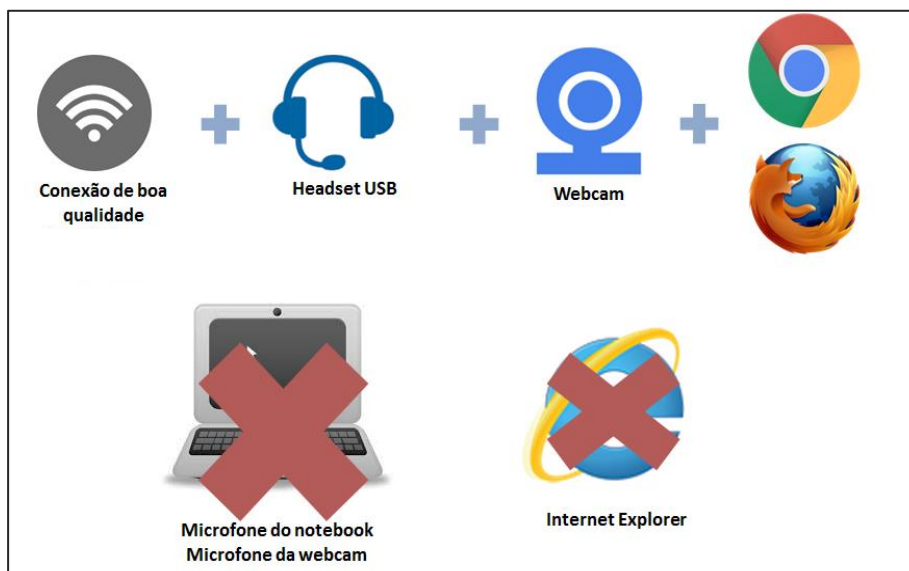 Conexão de boa
qualidade
Headset USB
Webcam
Microfone do notebook
Microfone da webcam
Internet Explorer